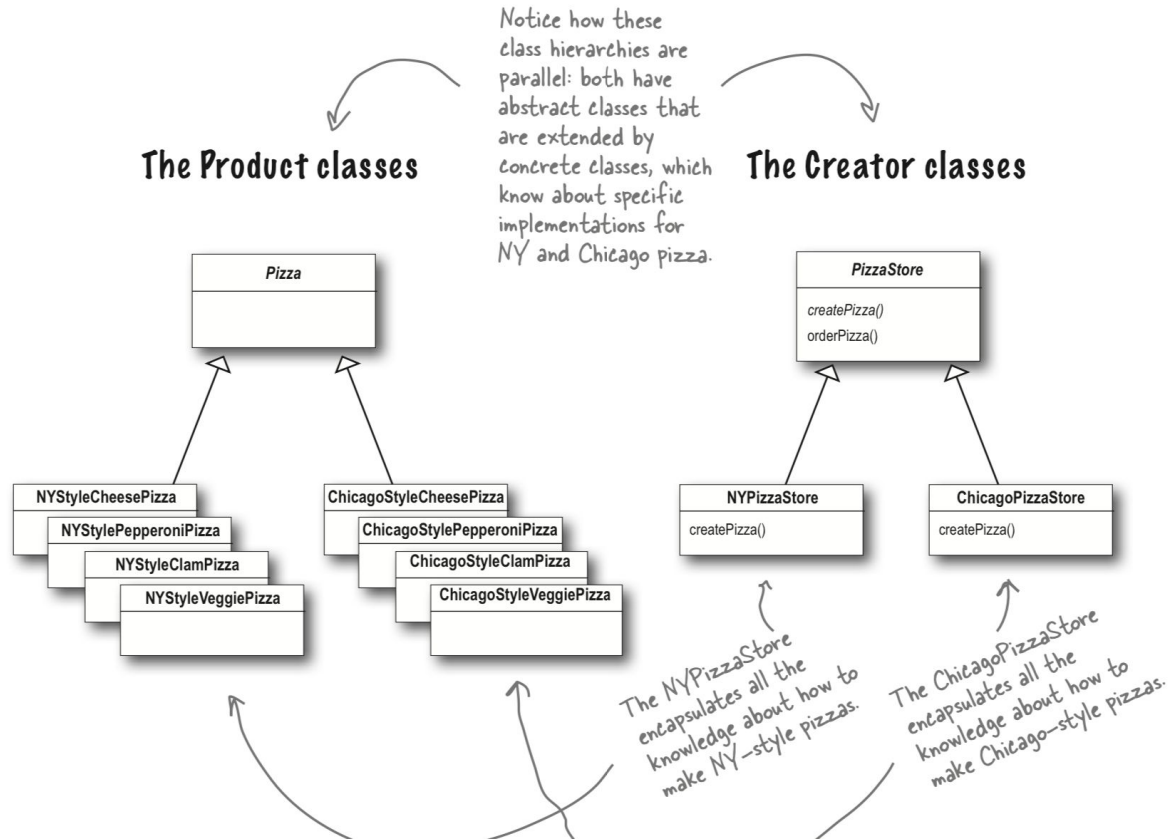 Notice how these
class hierarchies are
parallel: both have
abstract classes that
are extended by
concrete classes, which
know about specific
implementations for
NY and Chicago pizza.
The Product classes
Pizza
NYStyleCheesePizza
NYStylePepperoniPizza
NYStyleClamPizza
NYStyleVeggiePizza
ChicagoStyleCheesePizza
ChicagoStylePepperoniPizza
ChicagoStyleClamPizza
ChicagoStyleVeggiePizza
The Creator classes
PizzaStore
createPizza()
orderPizza()
NYPizzaStore
createPizza()
ChicagoPizzaStore
createPizza()
The NYPizzaStore
encapsulates all the
knowledge about how to
make NY-style pizzas.
The ChicagoPizzaStore
encapsulates all the
knowledge about how to
make Chicago-style pizzas.